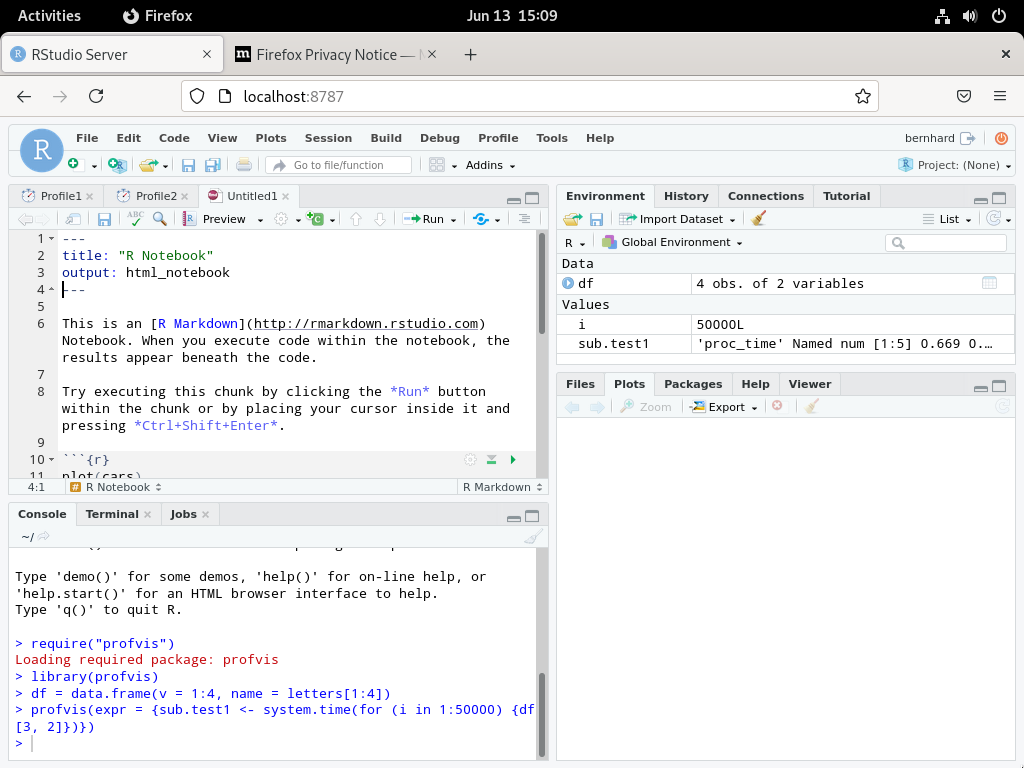 Activities Firefox Jun 13 15:09
RStudio Server Firefox Privacy Notice —
localhost:8787
R File Edit Code View Plots Session Build Debug Profile Tools Help bernhard
Go to file/function Addins Project: (None)
Profile1 Profile2 Untitled1
ABC Preview Run
1 ---
2 title: "R Notebook"
3 output: html_notebook
4 ---
5
6 This is an [R Markdown](http://rmarkdown.rstudio.com)
Notebook. When you execute code within the notebook, the
results appear beneath the code.
7
8 Try executing this chunk by clicking the *Run* button
within the chunk or by placing your cursor inside it and
pressing *Ctrl+Shift+Enter*.
9
10 ```{r}
11 plot(cars)
4:1 R Notebook R Markdown
Console Terminal Jobs
~/
Type 'demo()' for some demos, 'help()' for on-line help, or
'help.start()' for an HTML browser interface to help.
Type 'q()' to quit R.
> require("profvis")
Loading required package: profvis
> library(profvis)
> df = data.frame(v = 1:4, name = letters[1:4])
> profvis(expr = {sub.test1 <- system.time(for (i in 1:50000) {df
[3, 2]})})
>
Environment History Connections Tutorial
Import Dataset List
R Global Environment
Data
df 4 obs. of 2 variables
Values
i 50000L
sub.test1 'proc_time' Named num [1:5] 0.669 0.…
Files Plots Packages Help Viewer
Zoom Export